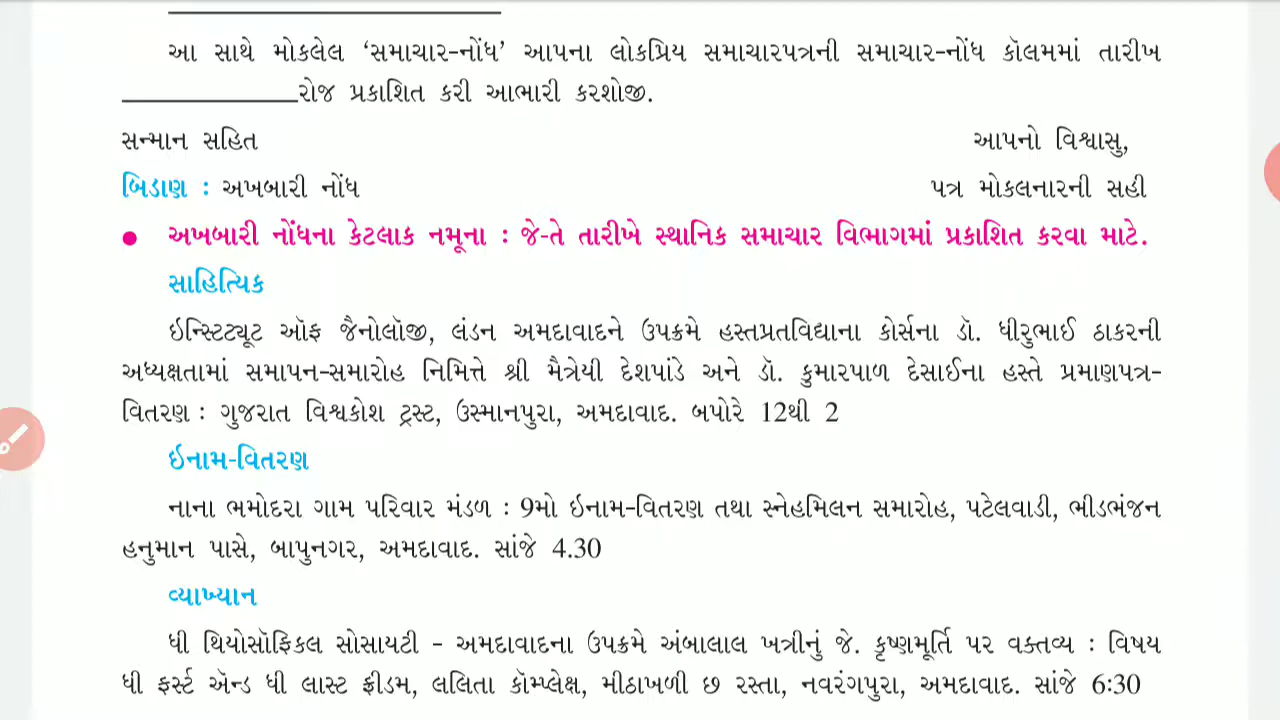 આ સાથે મોકલેલ ‘સમાચાર-નોંધ’ આપના લોકપ્રિય સમાચારપત્રની સમાચાર-નોંધ કૉલમમાં તારીખ
____________રોજ પ્રકાશિત કરી આભારી કરશોજી.
સન્માન સહિત આપનો વિશ્વાસુ,
બિડાણ : અખબારી નોંધ પત્ર મોકલનારની સહી
● અખબારી નોંધના કેટલાક નમૂના : જે-તે તારીખે સ્થાનિક સમાચાર વિભાગમાં પ્રકાશિત કરવા માટે.
સાહિત્યિક
ઇન્સ્ટિટ્યૂટ ઑફ જૈનોલૉજી, લંડન અમદાવાદને ઉપક્રમે હસ્તપ્રતવિદ્યાના કોર્સના ડૉ. ધીરુભાઈ ઠાકરની
અધ્યક્ષતામાં સમાપન-સમારોહ નિમિત્તે શ્રી મૈત્રેયી દેશપાંડે અને ડૉ. કુમારપાળ દેસાઈના હસ્તે પ્રમાણપત્ર-
વિતરણ : ગુજરાત વિશ્વકોશ ટ્રસ્ટ, ઉસ્માનપુરા, અમદાવાદ. બપોરે 12થી 2
ઇનામ-વિતરણ
નાના ભમોદરા ગામ પરિવાર મંડળ : 9મો ઇનામ-વિતરણ તથા સ્નેહમિલન સમારોહ, પટેલવાડી, ભીડભંજન
હનુમાન પાસે, બાપુનગર, અમદાવાદ. સાંજે 4.30
વ્યાખ્યાન
ધી થિયોસૉફિકલ સોસાયટી - અમદાવાદના ઉપક્રમે અંબાલાલ ખત્રીનું જે. કૃષ્ણમૂર્તિ પર વક્તવ્ય : વિષય
ધી ફર્સ્ટ ઍન્ડ ધી લાસ્ટ ફ્રીડમ, લલિતા કૉમ્પ્લેક્ષ, મીઠાખળી છ રસ્તા, નવરંગપુરા, અમદાવાદ. સાંજે 6:30